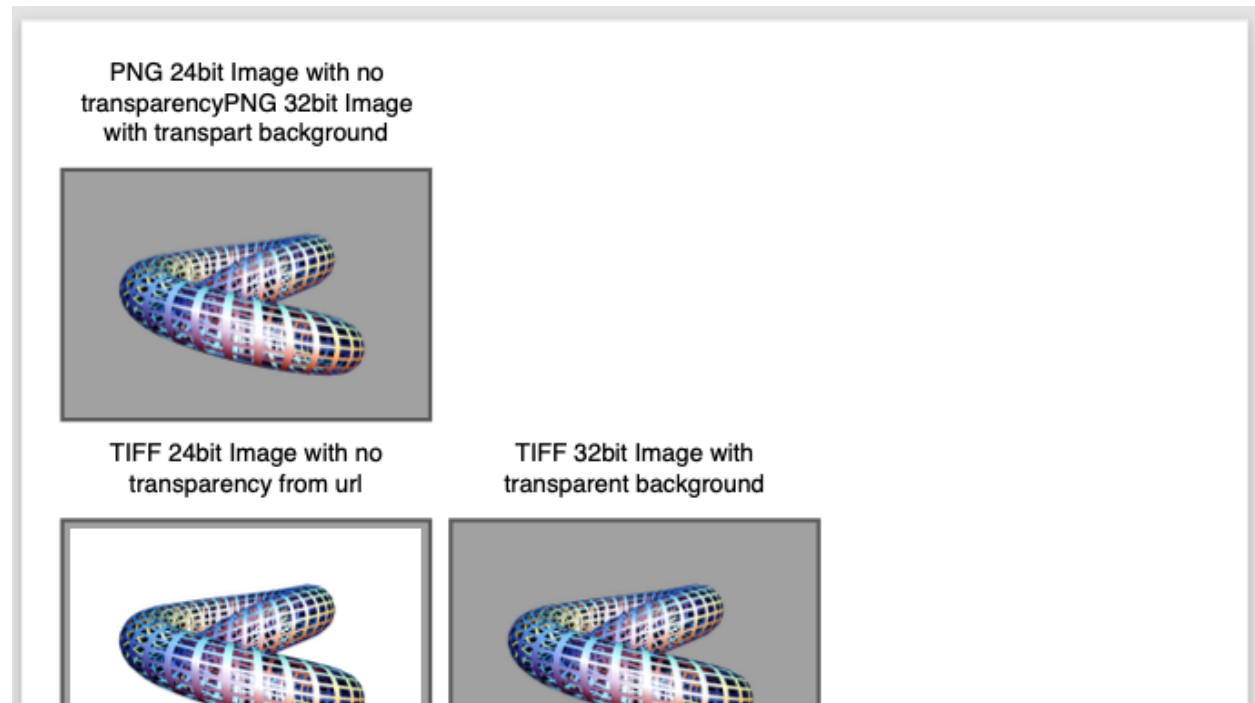 PNG 24bit Image with no
transparencyPNG 32bit Image
with transpart background
TIFF 24bit Image with no
transparency from url
TIFF 32bit Image with
transparent background